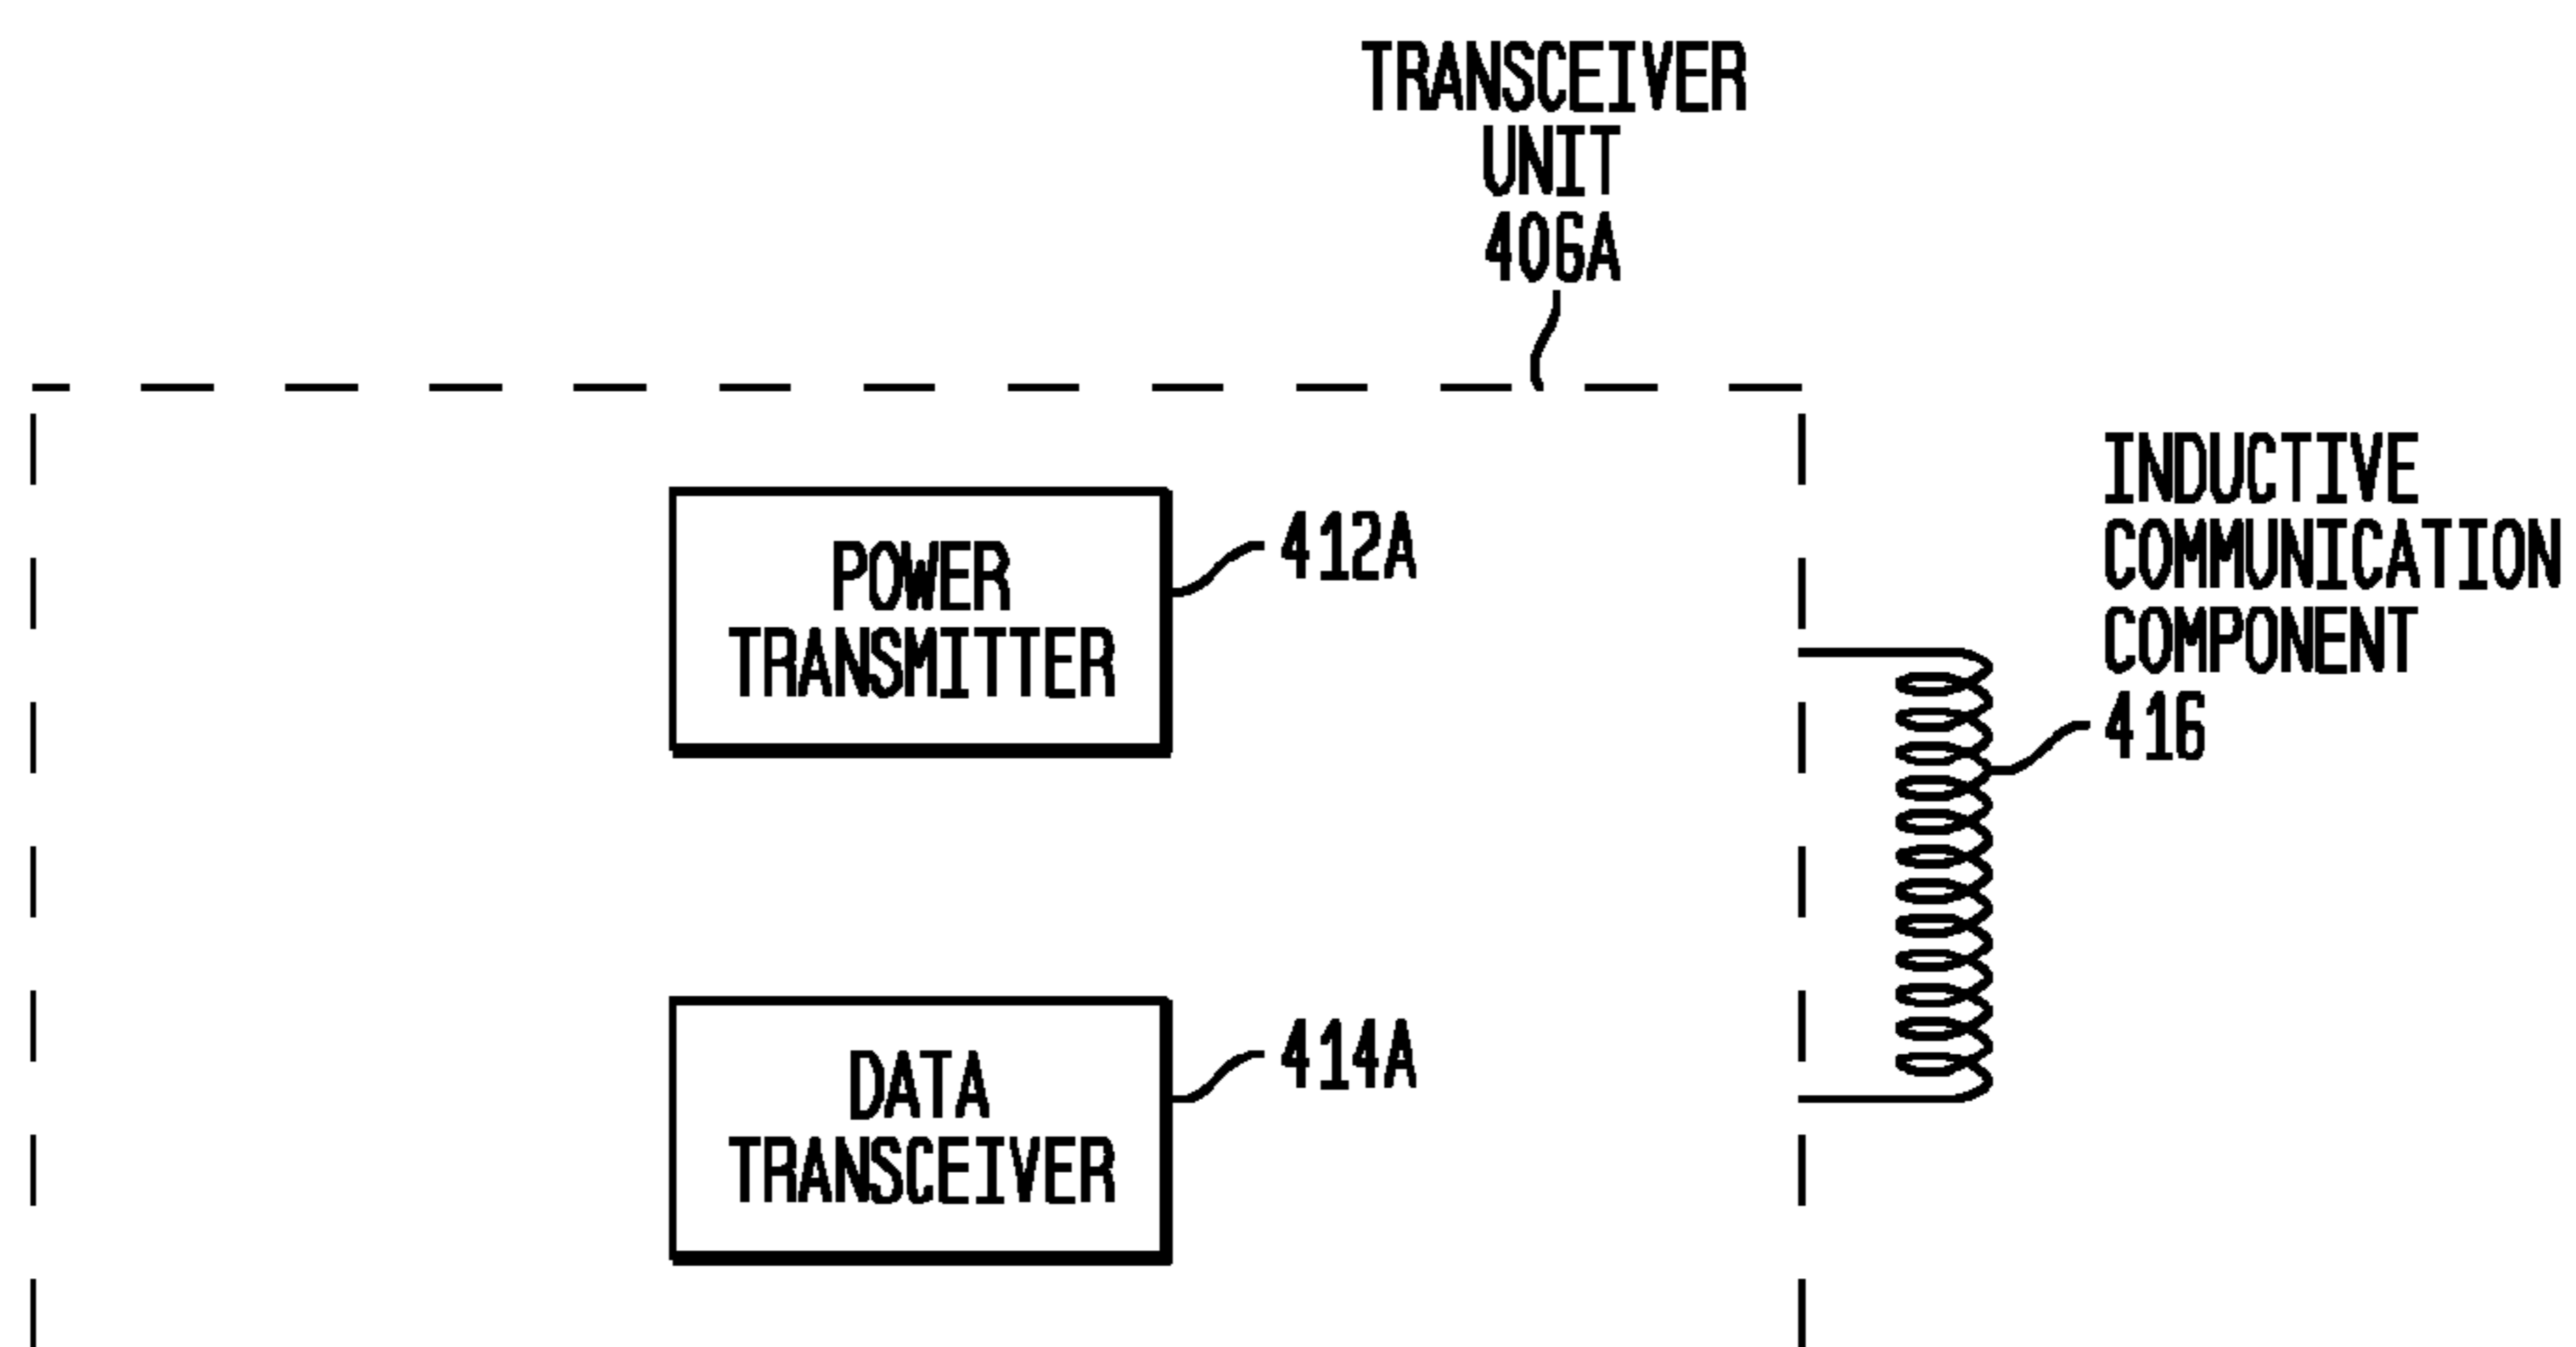 TRANSCEIVER
UNIT
406A
INDUCTIVE
COMMUNICATION
COMPONENT
416
POWER
TRANSMITTER
412A
DATA
TRANSCEIVER
414A